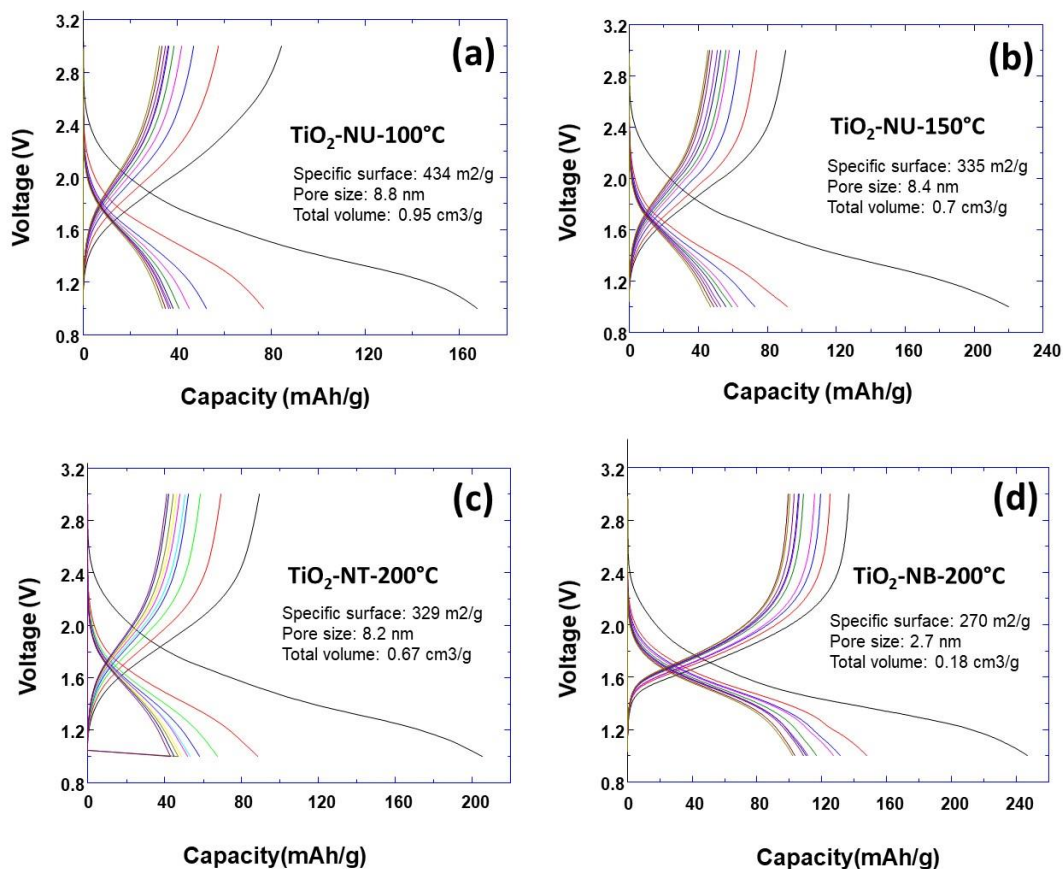 (a)
TiO₂-NU-100°C
Specific surface: 434 m2/g
Pore size: 8.8 nm
Total volume: 0.95 cm3/g
Voltage (V)
3.2
2.8
2.4
2.0
1.6
1.2
0.8
0 40 80 120 160
Capacity (mAh/g)
(b)
TiO₂-NU-150°C
Specific surface: 335 m2/g
Pore size: 8.4 nm
Total volume: 0.7 cm3/g
Voltage (V)
3.2
2.8
2.4
2.0
1.6
1.2
0.8
0 40 80 120 160 200 240
Capacity (mAh/g)
(c)
TiO₂-NT-200°C
Specific surface: 329 m2/g
Pore size: 8.2 nm
Total volume: 0.67 cm3/g
Voltage (V)
3.2
2.8
2.4
2.0
1.6
1.2
0.8
0 40 80 120 160 200
Capacity(mAh/g)
(d)
TiO₂-NB-200°C
Specific surface: 270 m2/g
Pore size: 2.7 nm
Total volume: 0.18 cm3/g
Voltage (V)
3.2
2.8
2.4
2.0
1.6
1.2
0.8
0 40 80 120 160 200 240
Capacity(mAh/g)